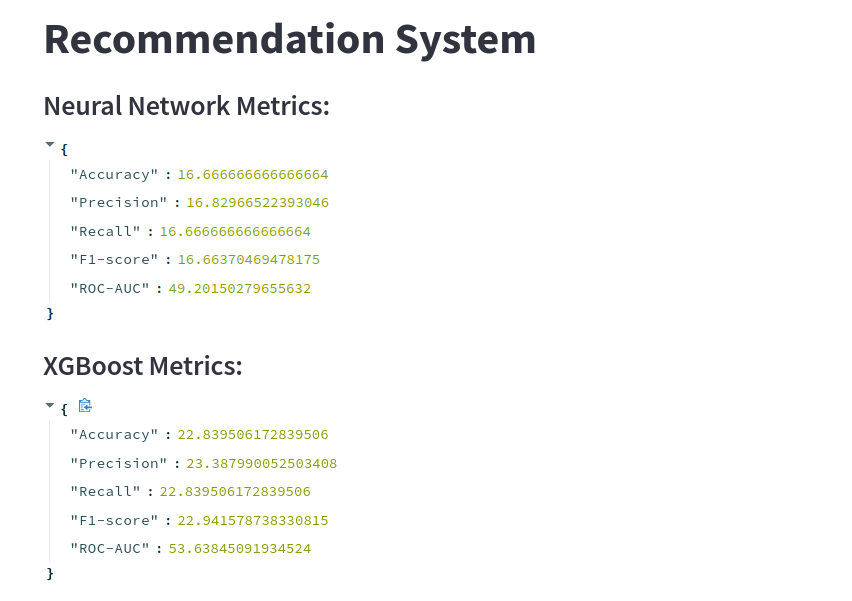 Recommendation System
Neural Network Metrics:
{
"Accuracy" : 16.666666666666664
"Precision" : 16.82966522393046
"Recall" : 16.666666666666664
"F1-score" : 16.66370469478175
"ROC-AUC" : 49.20150279655632
}
XGBoost Metrics:
{
"Accuracy" : 22.839506172839506
"Precision" : 23.387990052503408
"Recall" : 22.839506172839506
"F1-score" : 22.941578738330815
"ROC-AUC" : 53.63845091934524
}